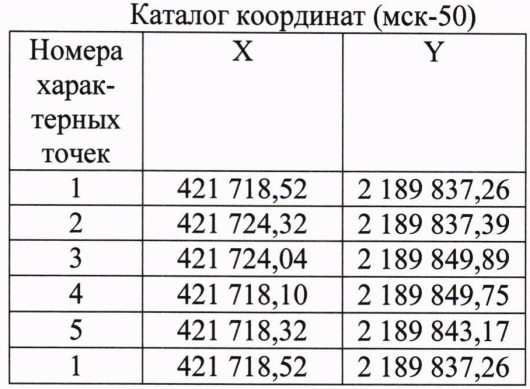 Каталог координат (мск-50)
Номера харак- терных точек X Y
1 421 718,52 2 189 837,26
2 421 724,32 2 189 837,39
3 421 724,04 2 189 849,89
4 421 718,10 2 189 849,75
5 421 718,32 2 189 843,17
1 421 718,52 2 189 837,26